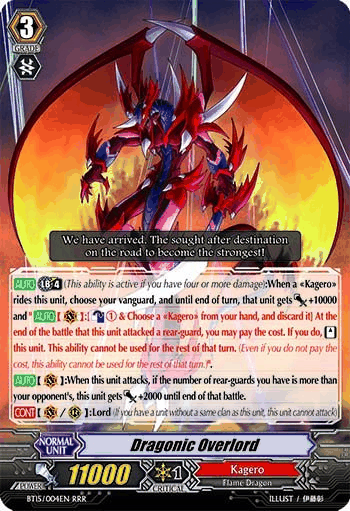 3
GRADE
We have arrived. The sought after destination
on the road to become the strongest!
AUTO LB4 (This ability is active if you have four or more damage):When a «Kagero»
rides this unit, choose your vanguard, and until end of turn, that unit gets +10000
and "AUTO [ ]:[ 1 & Choose a «Kagero» from your hand, and discard it] At the
end of the battle that this unit attacked a rear-guard, you may pay the cost. If you do,
this unit. This ability cannot be used for the rest of that turn. (Even if you do not pay
the cost, this ability cannot be used for the rest of that turn.)".
AUTO [ ]:When this unit attacks, if the number of rear-guards you have is more than
your opponent's, this unit gets +2000 until end of that battle.
CONT [ / ]:Lord (If you have a unit without a same clan as this unit, this unit cannot attack)
NORMAL
UNIT
Dragonic Overlord
POWER
11000
1
CRITICAL
Kagero
Flame Dragon
BT15/004EN RRR
ILLUST / 伊藤彰